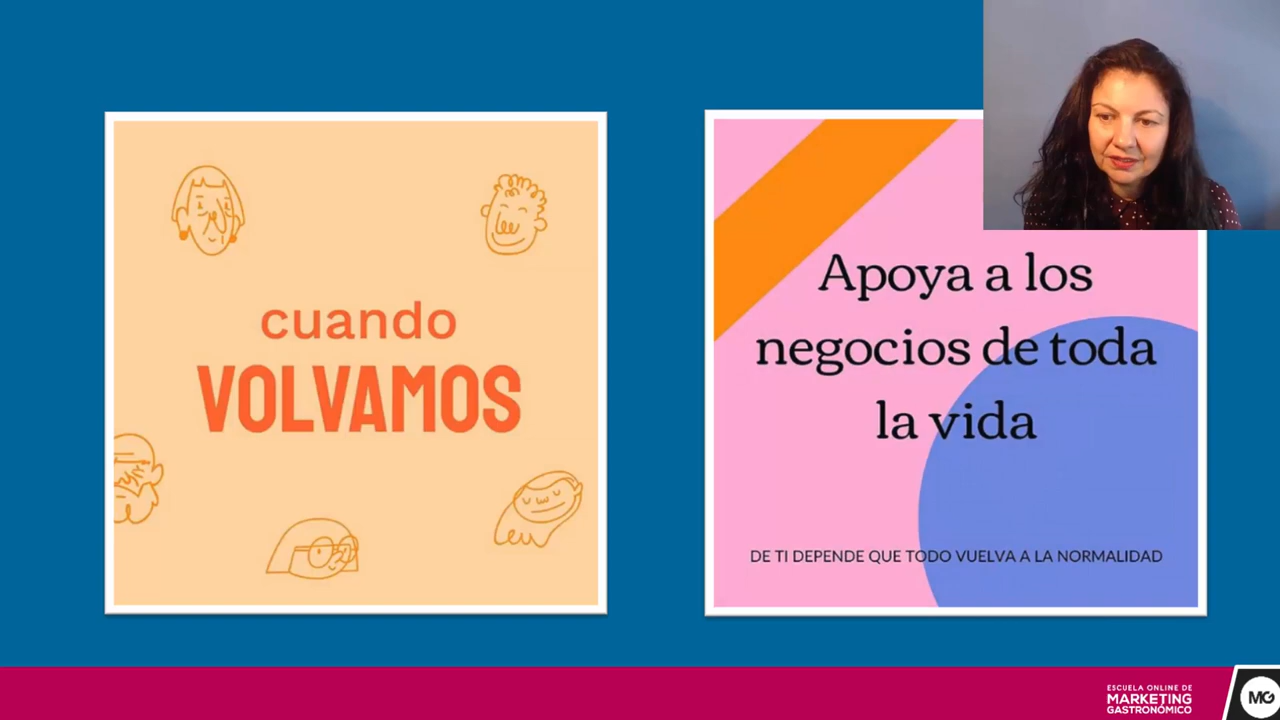 cuando
VOLVAMOS
Apoya a los
negocios de toda
la vida
DE TI DEPENDE QUE TODO VUELVA A LA NORMALIDAD
ESCUELA ONLINE DE
MARKETING
GASTRONÓMICO
MG